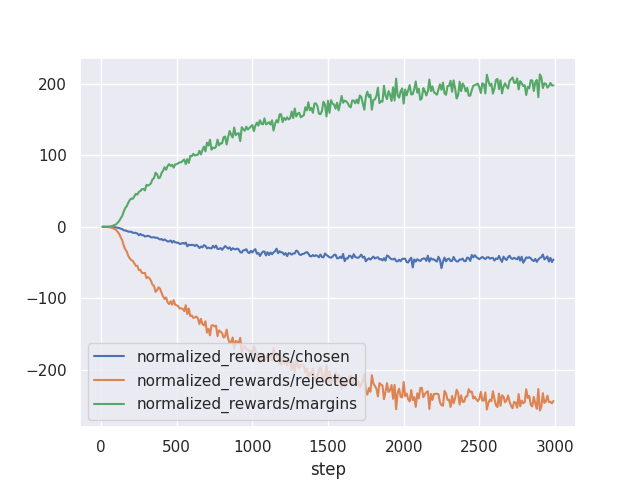 200
100
0
−100
−200
normalized_rewards/chosen
normalized_rewards/rejected
normalized_rewards/margins
0 500 1000 1500 2000 2500 3000
step